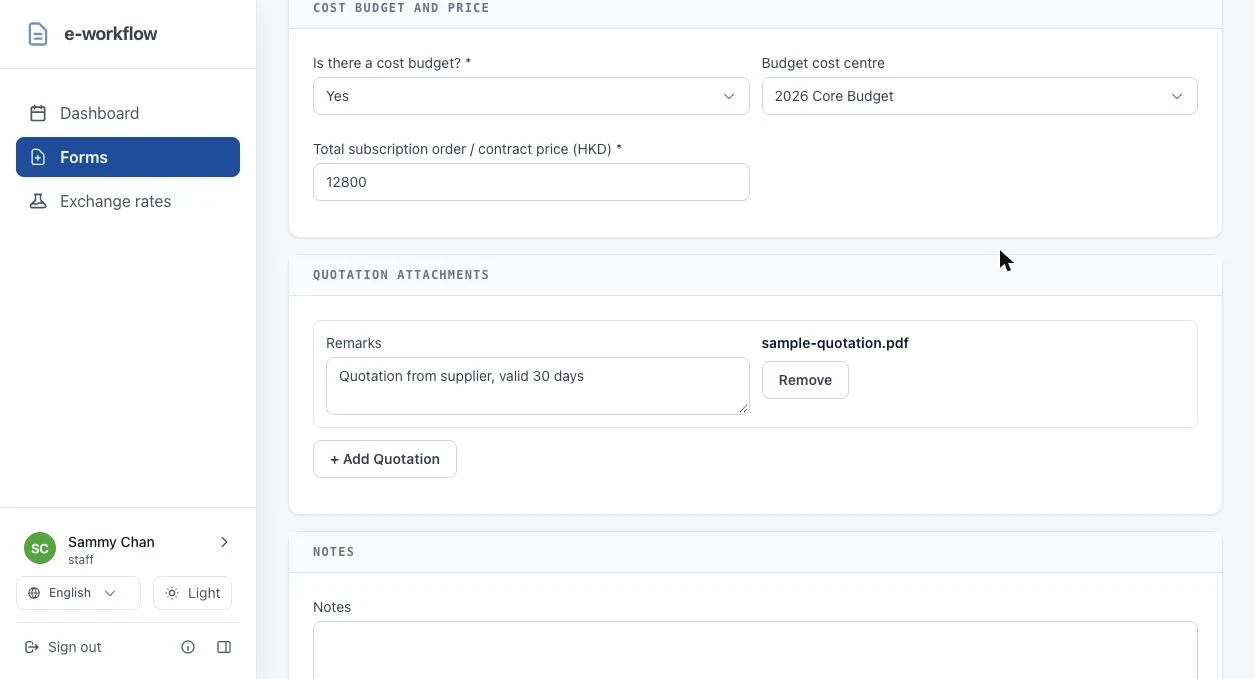 e-workflow
Dashboard
Forms
Exchange rates
SC
Sammy Chan
staff
English
Light
Sign out
COST BUDGET AND PRICE
Is there a cost budget? *
Budget cost centre
Yes
2026 Core Budget
Total subscription order / contract price (HKD) *
12800
QUOTATION ATTACHMENTS
Remarks
sample-quotation.pdf
Quotation from supplier, valid 30 days
Remove
+ Add Quotation
NOTES
Notes